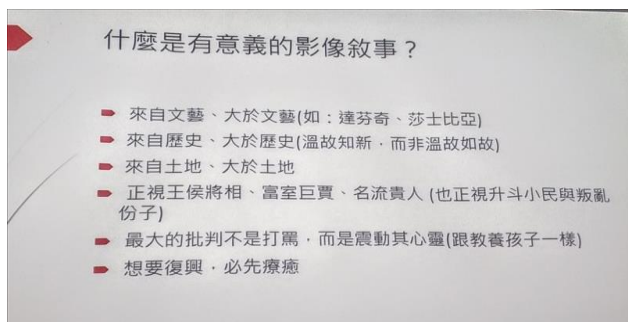 什麼是有意義的影像敘事？
來自文藝、大於文藝(如：達芬奇、莎士比亞)
來自歷史、大於歷史(溫故知新，而非溫故如故)
來自土地、大於土地
正視王侯將相、富室巨賈、名流貴人 (也正視升斗小民與叛亂
份子)
最大的批判不是打罵，而是震動其心靈(跟教養孩子一樣)
想要復興，必先療癒